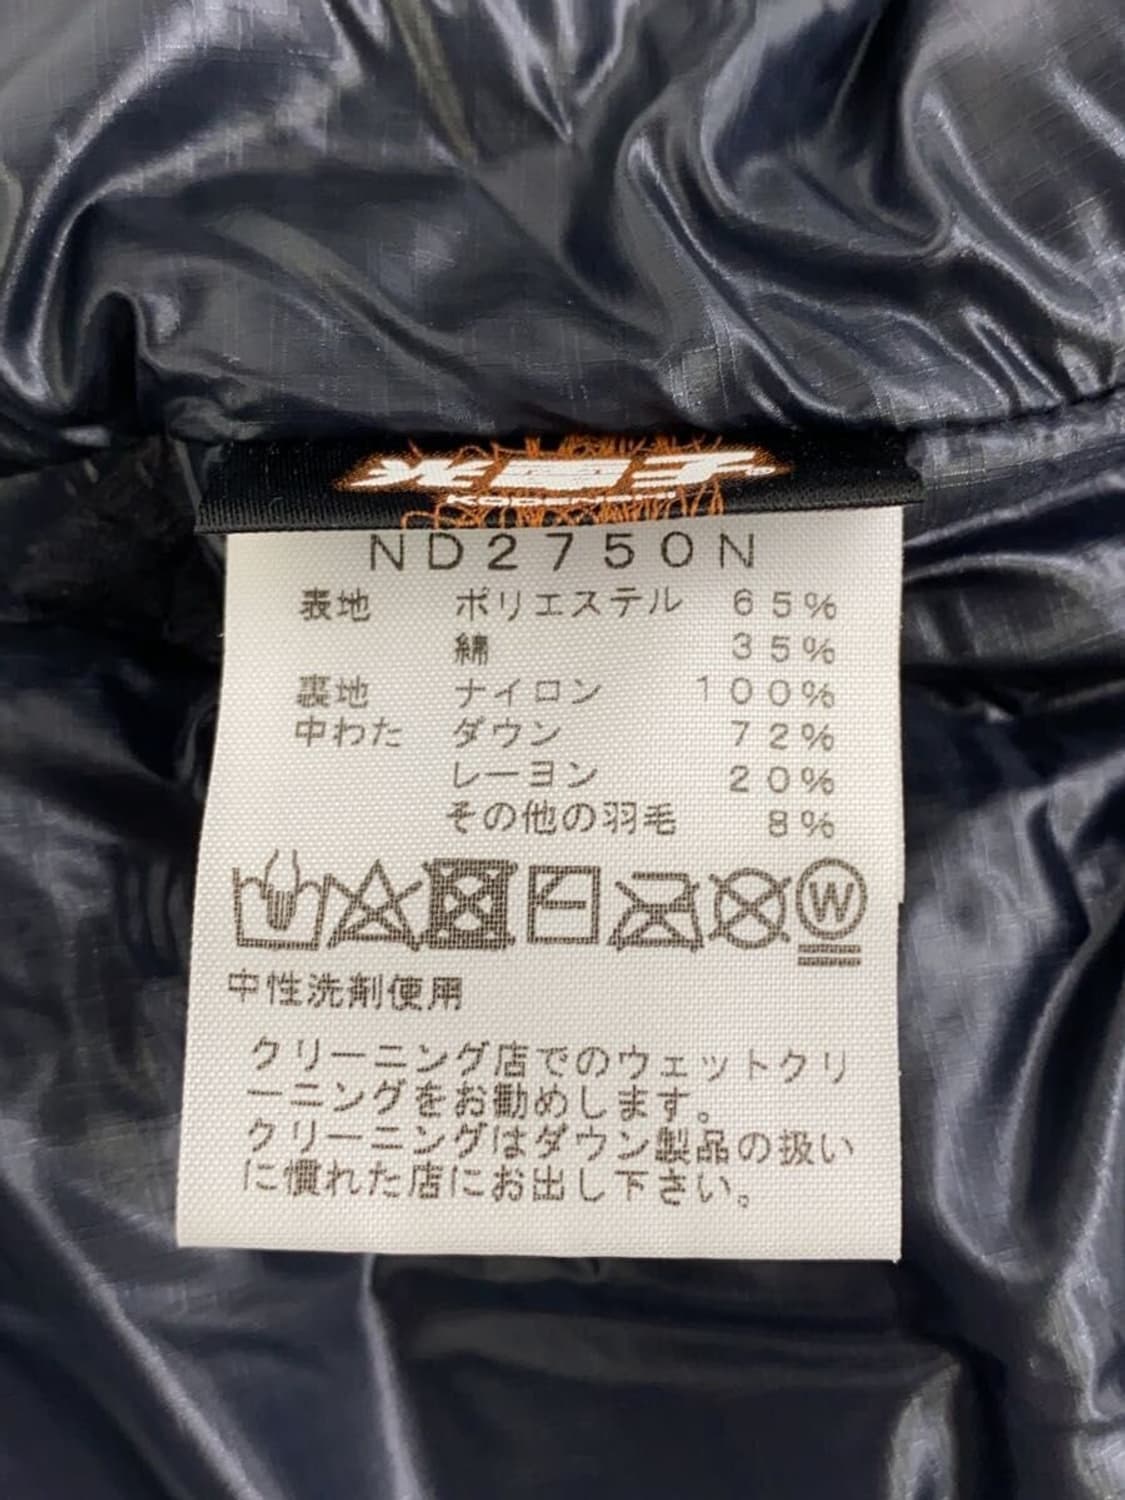 光電子®
KODENSHI
ND2750N
表地 ポリエステル 65%
綿 35%
裏地 ナイロン 100%
中わた ダウン 72%
レーヨン 20%
その他の羽毛 8%
W
中性洗剤使用
クリーニング店でのウェットクリ
ーニングをお勧めします。
クリーニングはダウン製品の扱い
に慣れた店にお出し下さい。